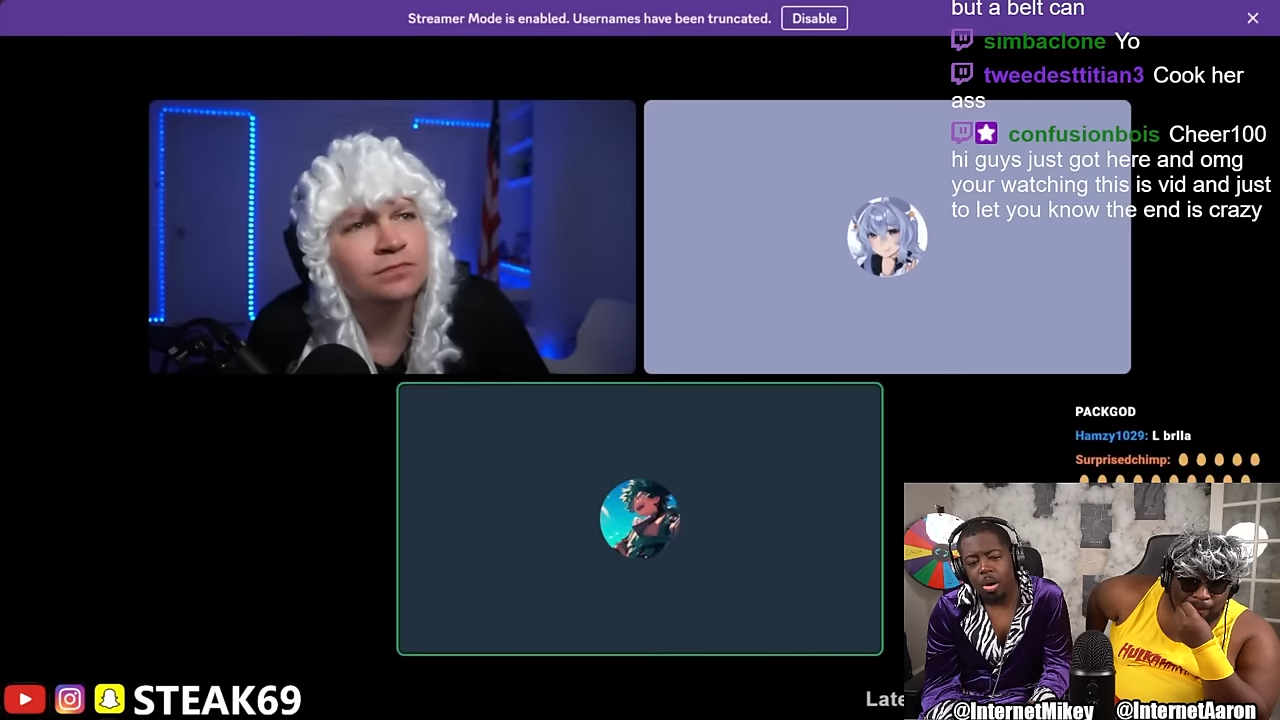 Streamer Mode is enabled. Usernames have been truncated.
Disable
but a belt can
simbaclone Yo
tweedesttitian3 Cook her
ass
confusionbois Cheer100
hi guys just got here and omg
your watching this is vid and just
to let you know the end is crazy
PACKGOD
Hamzy1029: L brlla
Surprisedchimp:
HULKAMANIA
STEAK69
Late
@InternetMikey
@InternetAaron